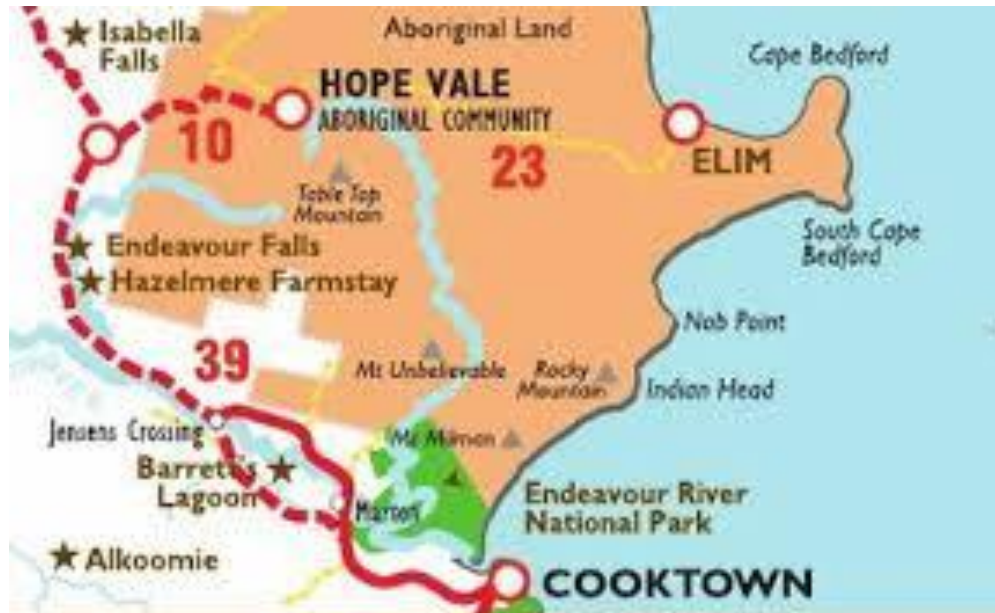 Isabella
Falls
Aboriginal Land
Cape Bedford
HOPE VALE
ABORIGINAL COMMUNITY
10
23
ELIM
Table Top
Mountain
South Cape
Bedford
Endeavour Falls
Hazelmere Farmstay
Nob Point
39
Mt Unbelievable
Rocky
Mountain
Indian Head
Jensens Crossing
Mt Milman
Barrett's
Lagoon
Marton
Endeavour River
National Park
Alkoomie
COOKTOWN